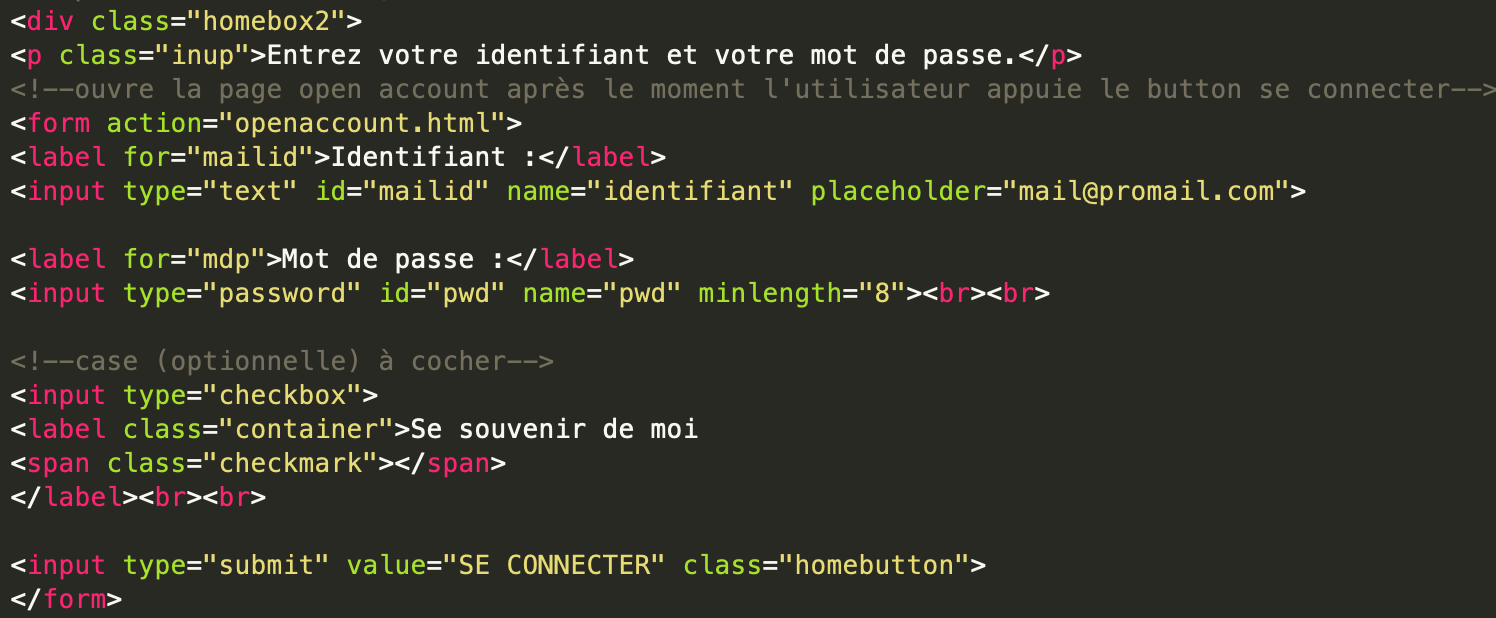 <div class="homebox2">
<p class="inup">Entrez votre identifiant et votre mot de passe.</p>
<!--ouvre la page open account après le moment l'utilisateur appuie le button se connecter-->
<form action="openaccount.html">
<label for="mailid">Identifiant :</label>
<input type="text" id="mailid" name="identifiant" placeholder="mail@promail.com">
<label for="mdp">Mot de passe :</label>
<input type="password" id="pwd" name="pwd" minlength="8"><br><br>
<!--case (optionnelle) à cocher-->
<input type="checkbox">
<label class="container">Se souvenir de moi
<span class="checkmark"></span>
</label><br><br>
<input type="submit" value="SE CONNECTER" class="homebutton">
</form>